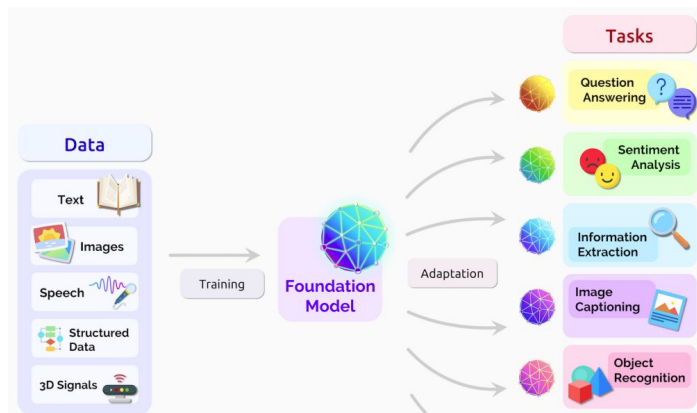 Data
Text
Images
Speech
Structured
Data
3D Signals
Training
Foundation
Model
Adaptation
Tasks
Question
Answering
Sentiment
Analysis
Information
Extraction
Image
Captioning
Object
Recognition